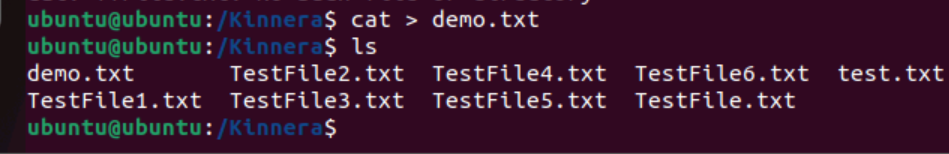 ubuntu@ubuntu:/Kinnera$ cat > demo.txt
ubuntu@ubuntu:/Kinnera$ ls
demo.txt TestFile2.txt TestFile4.txt TestFile6.txt test.txt
TestFile1.txt TestFile3.txt TestFile5.txt TestFile.txt
ubuntu@ubuntu:/Kinnera$